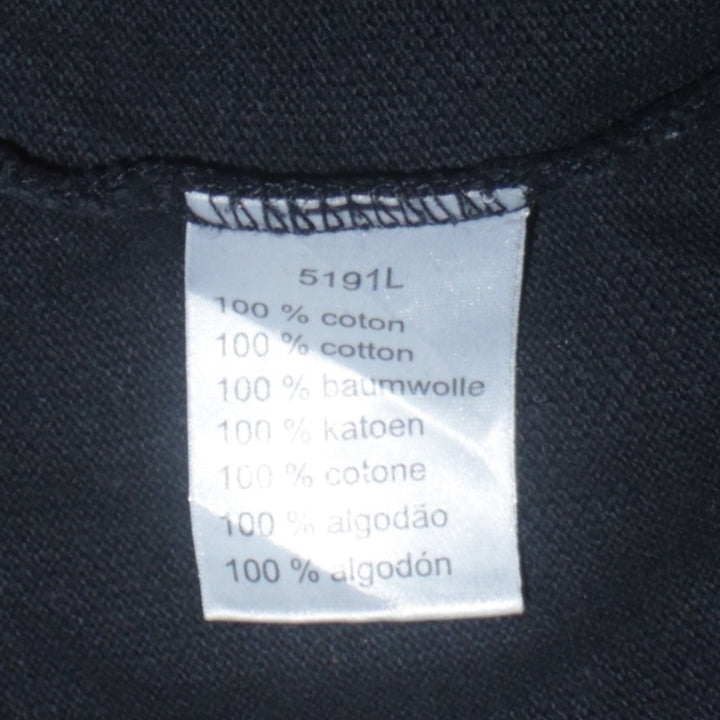 5191L
100 % coton
100 % cotton
100 % baumwolle
100 % katoen
100 % cotone
100 % algodão
100 % algodón